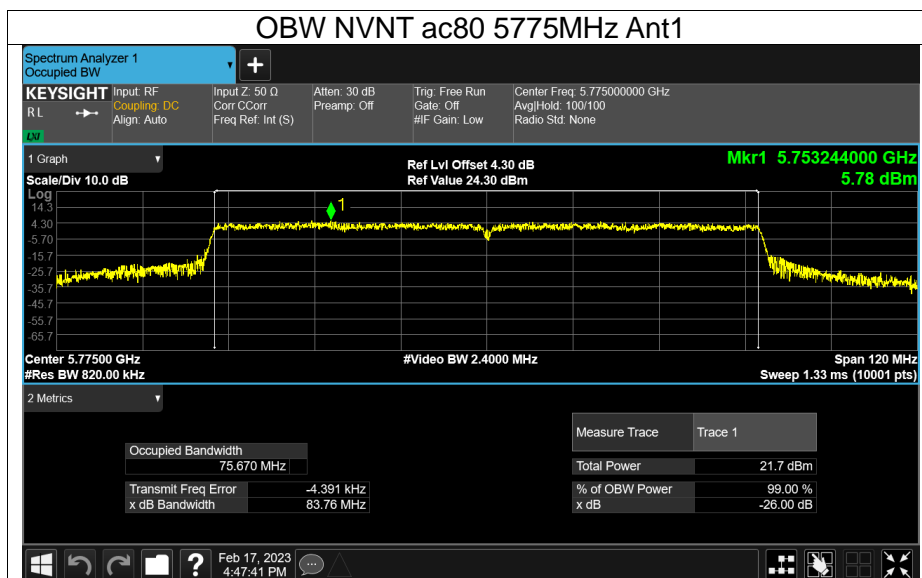 OBW NVNT ac80 5775MHz Ant1
Spectrum Analyzer 1
Occupied BW
+
KEYSIGHT
R L
LXI
Input: RF
Coupling: DC
Align: Auto
Input Z: 50 Ω
Corr CCorr
Freq Ref: Int (S)
Atten: 30 dB
Preamp: Off
Trig: Free Run
Gate: Off
#IF Gain: Low
Center Freq: 5.775000000 GHz
Avg|Hold: 100/100
Radio Std: None
1 Graph
Scale/Div 10.0 dB
Ref Lvl Offset 4.30 dB
Ref Value 24.30 dBm
Mkr1 5.753244000 GHz
5.78 dBm
Log
14.3
4.30
-5.70
-15.7
-25.7
-35.7
-45.7
-55.7
-65.7
1
Center 5.77500 GHz
#Res BW 820.00 kHz
#Video BW 2.4000 MHz
Span 120 MHz
Sweep 1.33 ms (10001 pts)
2 Metrics
Occupied Bandwidth
75.670 MHz
Transmit Freq Error -4.391 kHz
x dB Bandwidth 83.76 MHz
Measure Trace Trace 1
Total Power 21.7 dBm
% of OBW Power 99.00 %
x dB -26.00 dB
?
Feb 17, 2023
4:47:41 PM